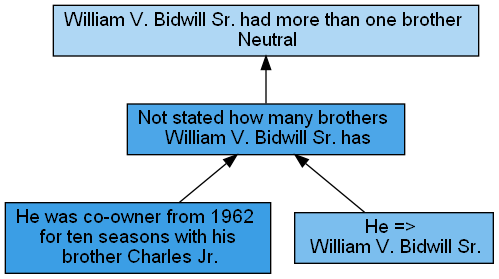 William V. Bidwill Sr. had more than one brother
Neutral
Not stated how many brothers
William V. Bidwill Sr. has
He was co-owner from 1962
for ten seasons with his
brother Charles Jr.
He =>
William V. Bidwill Sr.